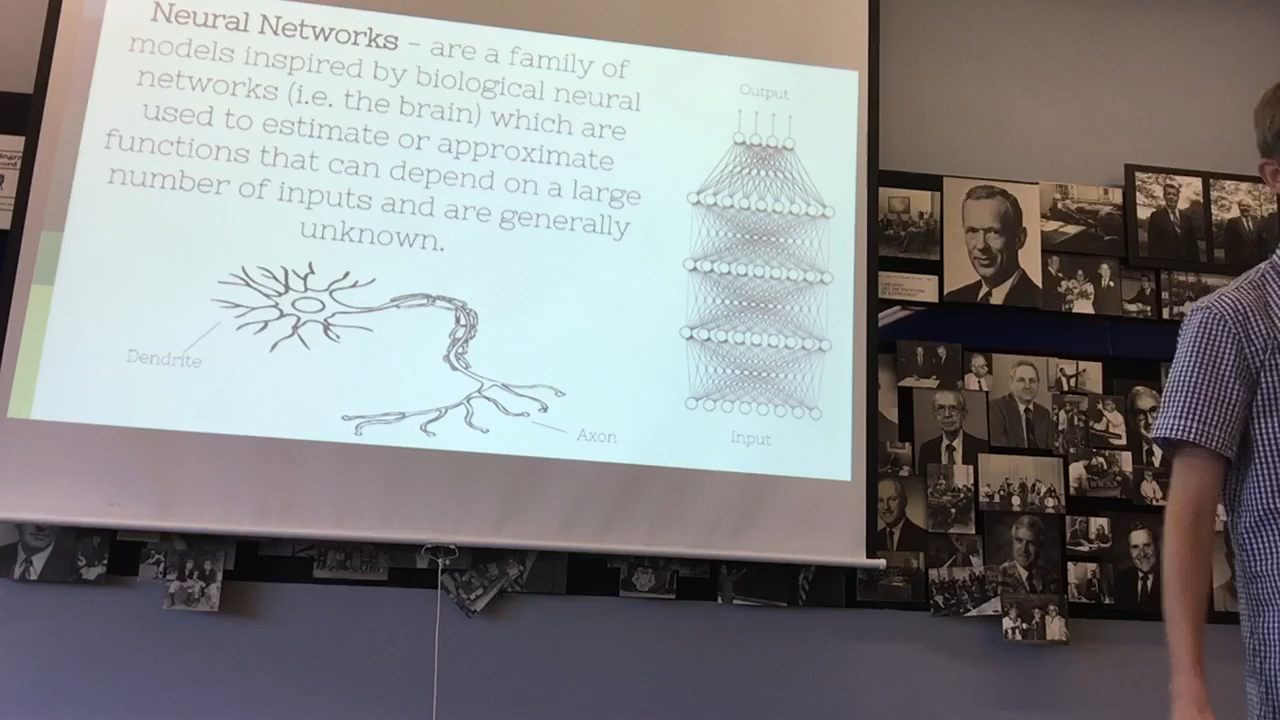 Neural Networks – are a family of
models inspired by biological neural
networks (i.e. the brain) which are
used to estimate or approximate
functions that can depend on a large
number of inputs and are generally
unknown.
Output
Dendrite
Axon
Input